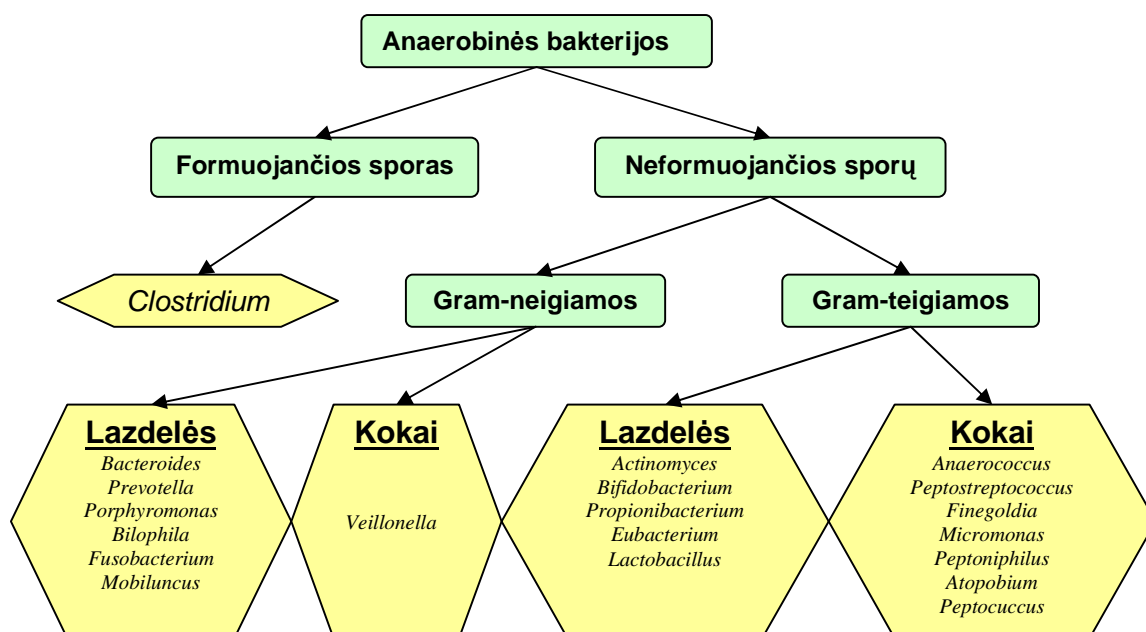 Anaerobinės bakterijos
Formuojančios sporas
Neformuojančios sporų
Clostridium
Gram-neigiamos
Gram-teigiamos
Lazdelės
Bacteroides
Prevotella
Porphyromonas
Bilophila
Fusobacterium
Mobiluncus
Kokai
Veillonella
Lazdelės
Actinomyces
Bifidobacterium
Propionibacterium
Eubacterium
Lactobacillus
Kokai
Anaerococcus
Peptostreptococcus
Finegoldia
Micromonas
Peptoniphilus
Atopobium
Peptocuccus